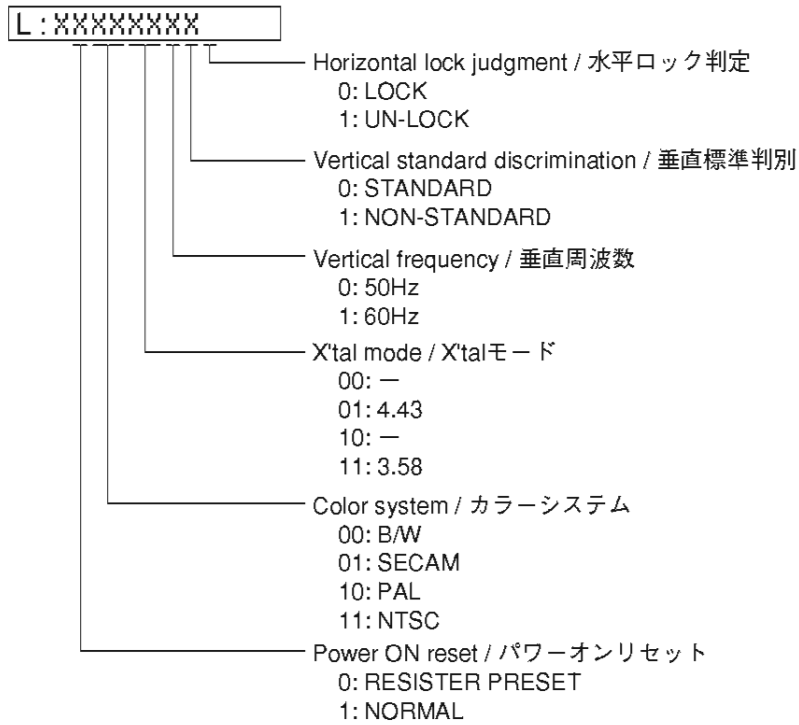 L:XXXXXXXX
Horizontal lock judgment / 水平ロック判定
0: LOCK
1: UN-LOCK
Vertical standard discrimination / 垂直標準判別
0: STANDARD
1: NON-STANDARD
Vertical frequency / 垂直周波数
0: 50Hz
1: 60Hz
X'tal mode / X'talモード
00: —
01: 4.43
10: —
11: 3.58
Color system / カラーシステム
00: B/W
01: SECAM
10: PAL
11: NTSC
Power ON reset / パワーオンリセット
0: RESISTER PRESET
1: NORMAL